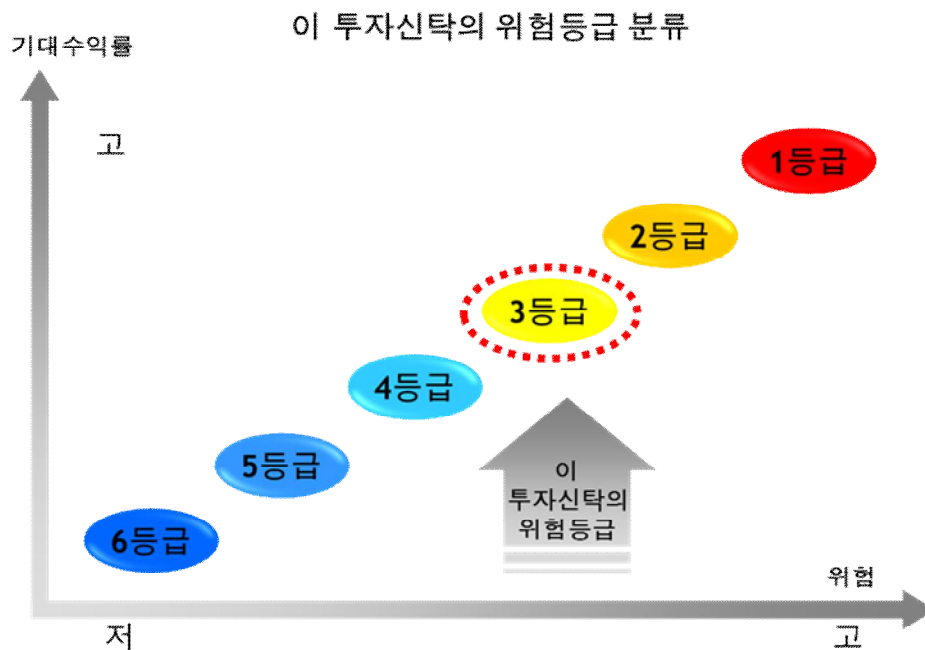 이 투자신탁의 위험등급 분류
기대수익률
고
1등급
2등급
3등급
4등급
5등급
6등급
이
투자신탁의
위험등급
위험
저
고